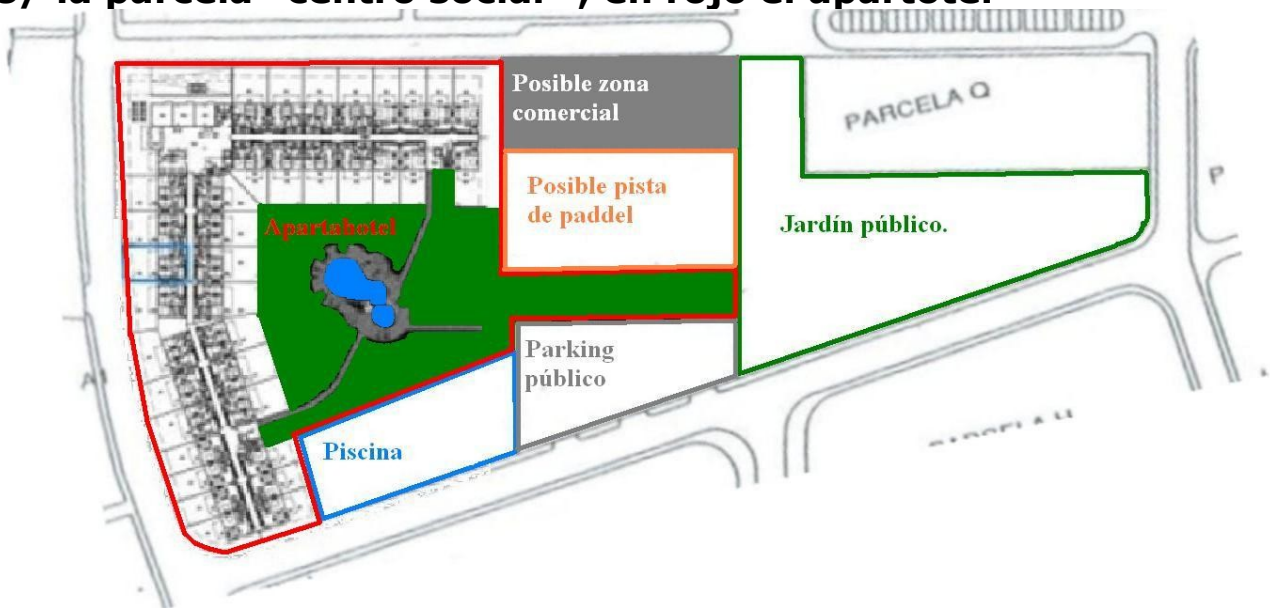 la parcela "centro social", en rojo el apartotel
Posible zona
comercial
PARCELA Q
Posible pista
de paddel
P
Apartahotel
Jardín público.
Parking
público
Piscina